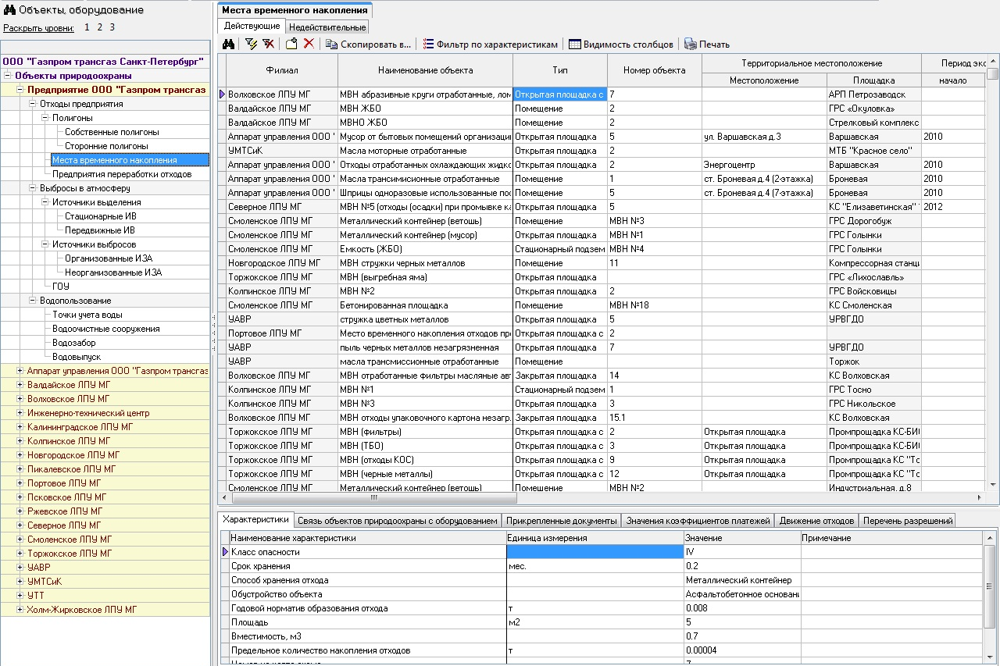 Объекты, оборудование
Раскрыть уровни: 1 2 3
ООО "Газпром трансгаз Санкт-Петербург"
Объекты природоохраны
Предприятие ООО "Газпром трансгаз
Отходы предприятия
Полигоны
Собственные полигоны
Сторонние полигоны
Места временного накопления
Предприятия переработки отходов
Выбросы в атмосферу
Источники выделения
Стационарные ИВ
Передвижные ИВ
Источники выбросов
Организованные ИЗА
Неорганизованные ИЗА
ГОУ
Водопользование
Точки учета воды
Водоочистные сооружения
Водозабор
Водовыпуск
Аппарат управления ООО "Газпром трансгаз
Валдайское ЛПУ МГ
Волховское ЛПУ МГ
Инженерно-технический центр
Калининградское ЛПУ МГ
Колпинское ЛПУ МГ
Новгородское ЛПУ МГ
Пикалевское ЛПУ МГ
Портовое ЛПУ МГ
Псковское ЛПУ МГ
Ржевское ЛПУ МГ
Северное ЛПУ МГ
Смоленское ЛПУ МГ
Торжокское ЛПУ МГ
УАВР
УМТСиК
УТТ
Холм-Жирковское ЛПУ МГ
Места временного накопления
Действующие Недействительные
Скопировать в... Фильтр по характеристикам Видимость столбцов Печать
Филиал Наименование объекта Тип Номер объекта Территориальное местоположение Период экс
Местоположение Площадка начало
Волховское ЛПУ МГ МВН абразивные круги отработанные, лом Открытая площадка с 7 АРП Петрозаводск
Валдайское ЛПУ МГ МВН ЖБО Помещение 2 ГРС «Окуловка»
Валдайское ЛПУ МГ МВНО ЖБО Помещение 2 Стрелковый комплекс
Аппарат управления ООО " Мусор от бытовых помещений организаци Открытая площадка 5 ул. Варшавская д.3 Варшавская 2010
УМТСиК Масла моторные отработанные Открытая площадка 2 МТБ "Красное село"
Аппарат управления ООО " Отходы отработанных охлаждающих жидко Открытая площадка 2 Энергоцентр Варшавская 2010
Аппарат управления ООО " Масла трансимисионные отработанные Помещение 1 ст. Броневая д.4 (2-этажка) Броневая 2010
Аппарат управления ООО " Шприцы одноразовые использованные пос Помещение 5 ст. Броневая д.4 (7-этажка) Броневая 2010
Северное ЛПУ МГ МВН №5 (отходы (осадки) при промывке ка Открытая площадка 5 КС "Елизаветинская" 2012
Смоленское ЛПУ МГ Металлический контейнер (ветошь) Помещение МВН №3 ГРС Дорогобуж
Смоленское ЛПУ МГ Металлический контейнер (мусор) Открытая площадка МВН №1 ГРС Голынки
Смоленское ЛПУ МГ Емкость (ЖБО) Стационарный подзем МВН №4 ГРС Голынки
Новгородское ЛПУ МГ МВН стружки черных металлов Помещение 11 Компрессорная станц
Торжокское ЛПУ МГ МВН (выгребная яма) Открытая площадка ГРС «Лихославль»
Колпинское ЛПУ МГ МВН №2 Открытая площадка 2 ГРС Войсковицы
Смоленское ЛПУ МГ Бетонированная площадка Помещение МВН №18 КС Смоленская
УАВР стружка цветных металлов Открытая площадка 5 УРВГДО
Портовое ЛПУ МГ Место временного накопления отходов пр Открытая площадка с 2
УАВР пыль черных металлов незагрязненная Открытая площадка 7 УРВГДО
УАВР масла трансмиссионные отработанные Помещение Торжок
Волховское ЛПУ МГ МВН отработанные фильтры масляные авт Закрытая площадка 14 КС Волховская
Колпинское ЛПУ МГ МВН №1 Стационарный подзем 1 ГРС Тосно
Колпинское ЛПУ МГ МВН №3 Открытая площадка 3 ГРС Никольское
Волховское ЛПУ МГ МВН отходы упаковочного картона незагр. Закрытая площадка 15.1 КС Волховская
Торжокское ЛПУ МГ МВН (фильтры) Открытая площадка с 2 Открытая площадка Промпрощадка КС-БИ
Торжокское ЛПУ МГ МВН (ТБО) Открытая площадка с 3 Открытая площадка Промпрощадка КС-БИ
Торжокское ЛПУ МГ МВН (отходы КОС) Открытая площадка с 9 Открытая площадка Промпрощадка КС "Тс
Торжокское ЛПУ МГ МВН (черные металлы) Открытая площадка с 12 Открытая площадка Промпрощадка КС "Тс
Смоленское ЛПУ МГ Металлический контейнер (ветошь) Помещение МВН №2 Индустриальная, д.8
Характеристики Связь объектов природоохраны с оборудованием Прикрепленные документы Значения коэффициентов платежей Движение отходов Перечень разрешений
Наименование характеристики Единица измерения Значение Примечание
Класс опасности IV
Срок хранения мес. 0.2
Способ хранения отхода Металлический контейнер
Обустройство объекта Асфальтобетонное основани
Годовой норматив образования отхода т 0.008
Площадь м2 5
Вместимость, м3 0.7
Предельное количество накопления отходов т 0.00004